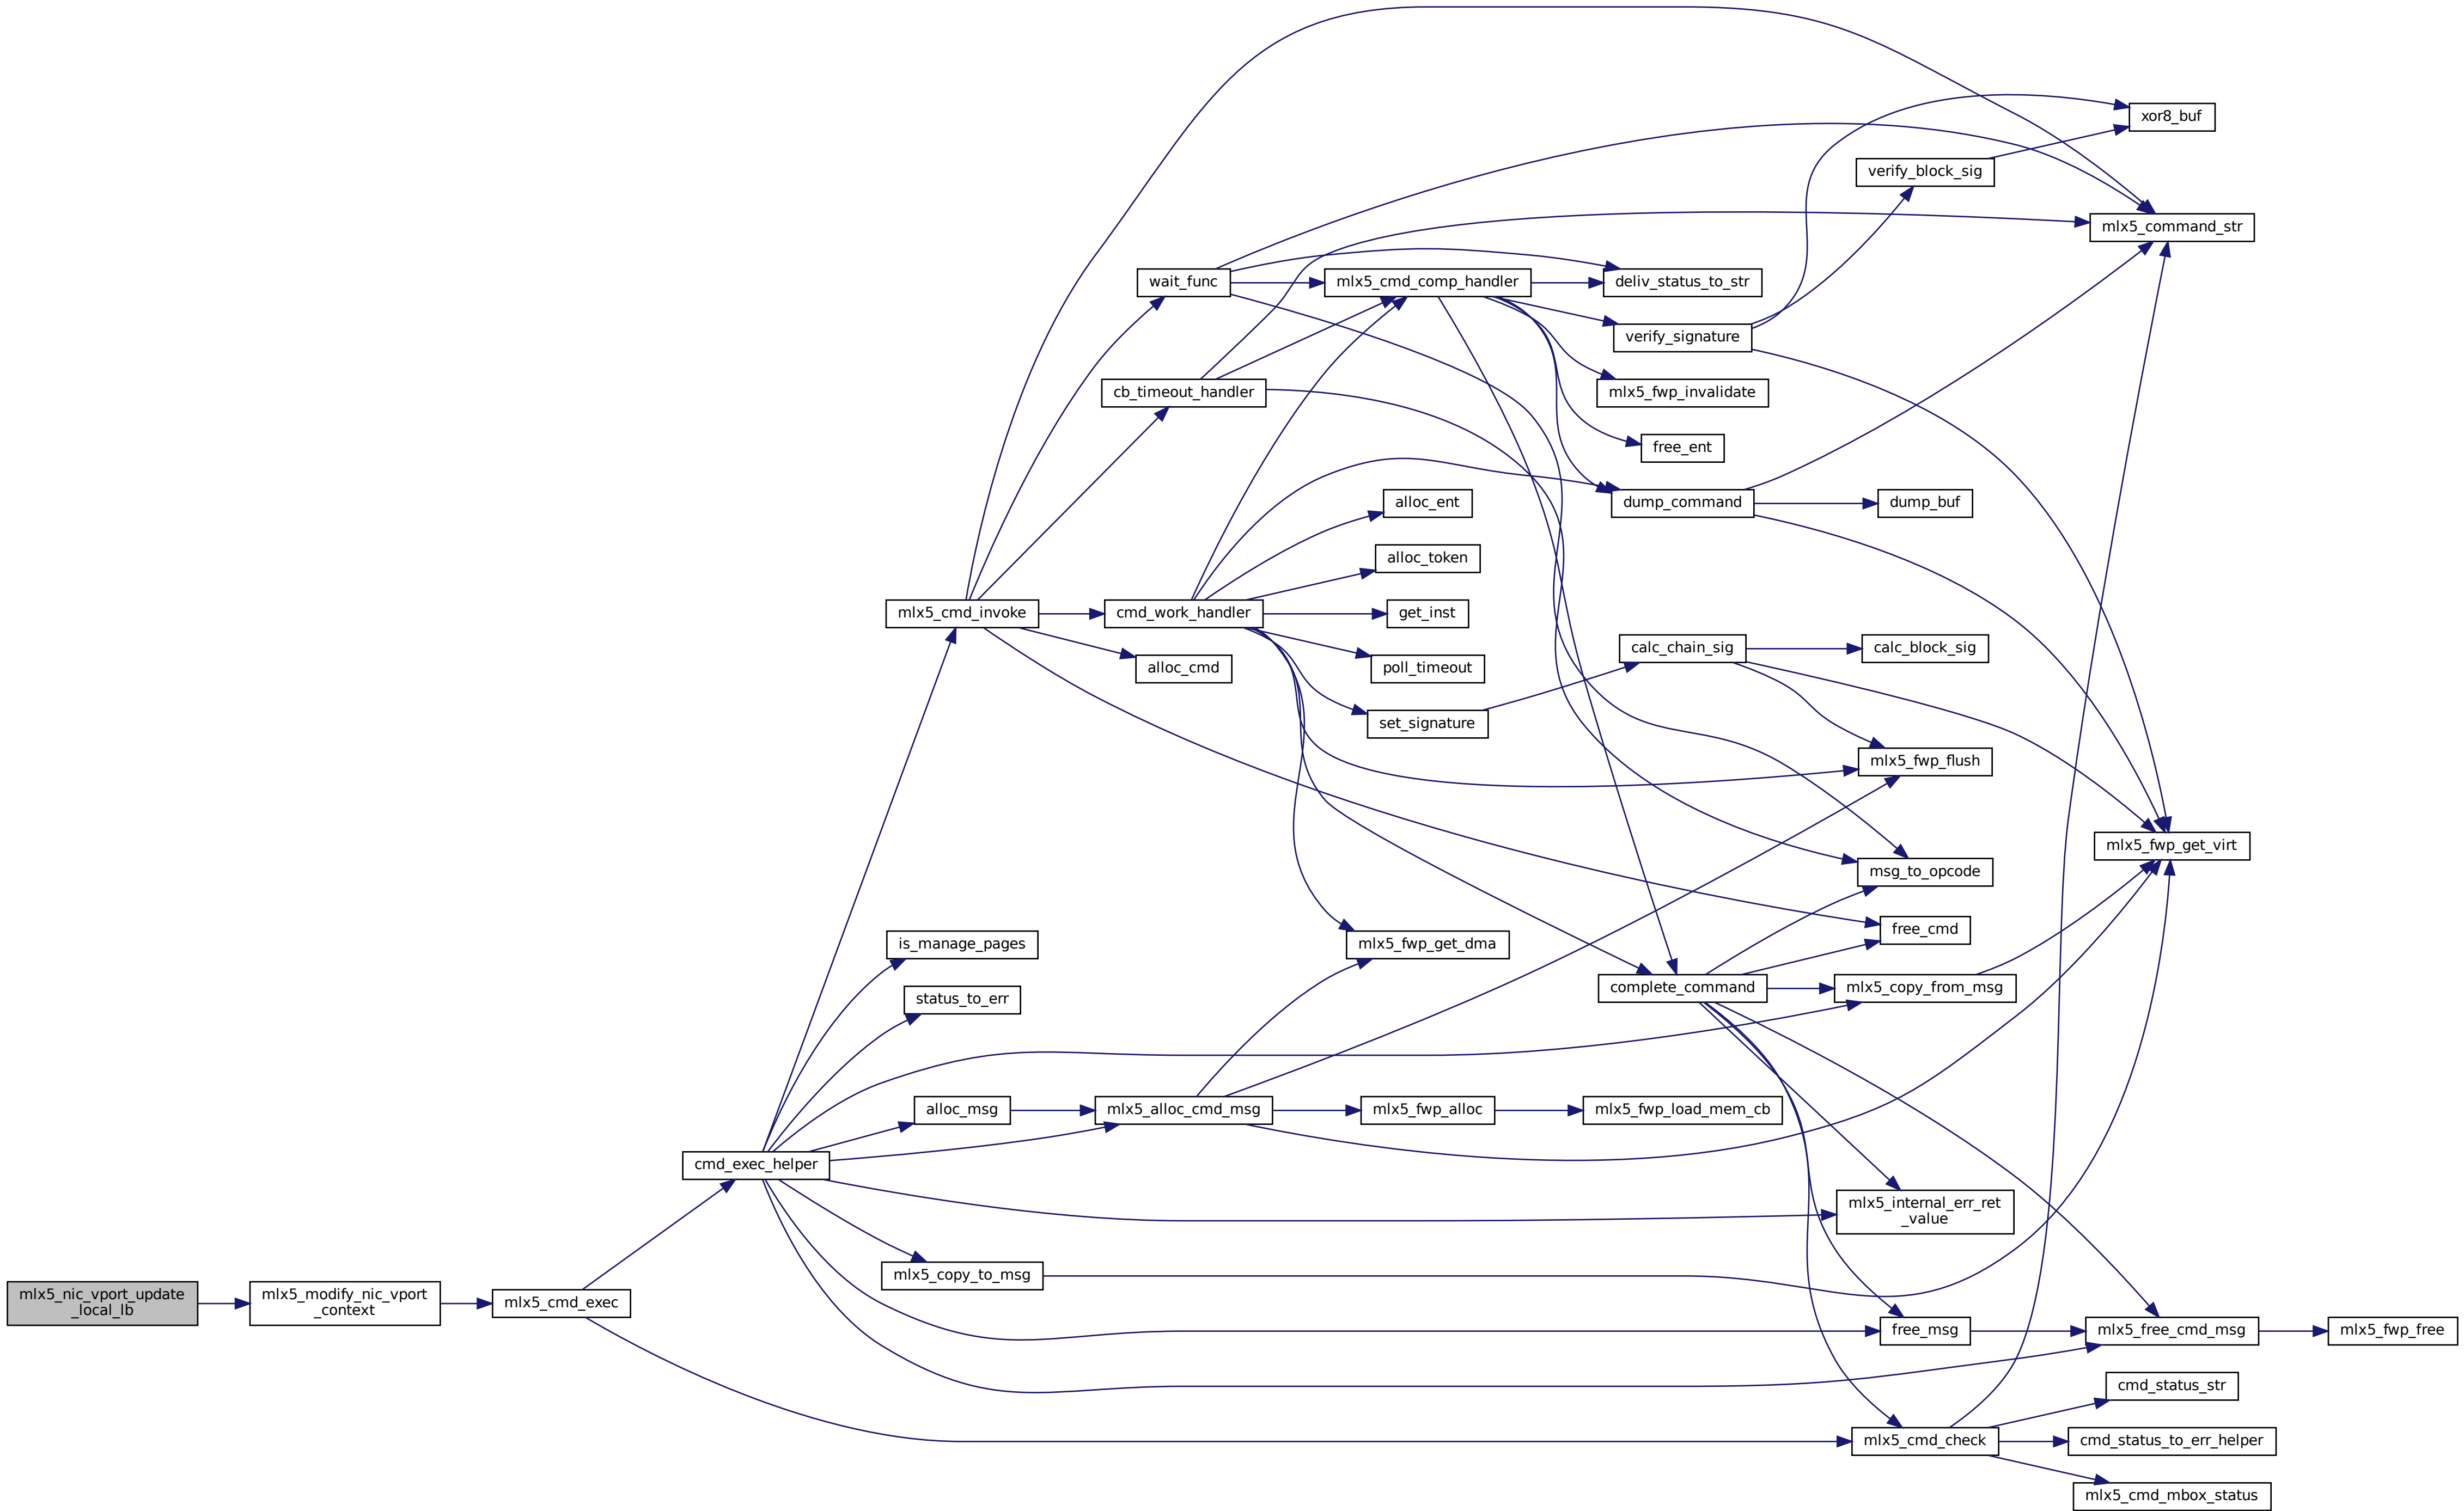 xor8_buf
verify_block_sig
mlx5_command_str
wait_func
mlx5_cmd_comp_handler
deliv_status_to_str
verify_signature
cb_timeout_handler
mlx5_fwp_invalidate
free_ent
alloc_ent
dump_command
dump_buf
alloc_token
mlx5_cmd_invoke
cmd_work_handler
get_inst
calc_chain_sig
calc_block_sig
alloc_cmd
poll_timeout
set_signature
mlx5_fwp_flush
mlx5_fwp_get_virt
msg_to_opcode
free_cmd
is_manage_pages
mlx5_fwp_get_dma
status_to_err
complete_command
mlx5_copy_from_msg
alloc_msg
mlx5_alloc_cmd_msg
mlx5_fwp_alloc
mlx5_fwp_load_mem_cb
cmd_exec_helper
mlx5_internal_err_ret
_value
mlx5_copy_to_msg
mlx5_nic_vport_update
_local_lb
mlx5_modify_nic_vport
_context
mlx5_cmd_exec
free_msg
mlx5_free_cmd_msg
mlx5_fwp_free
cmd_status_str
mlx5_cmd_check
cmd_status_to_err_helper
mlx5_cmd_mbox_status